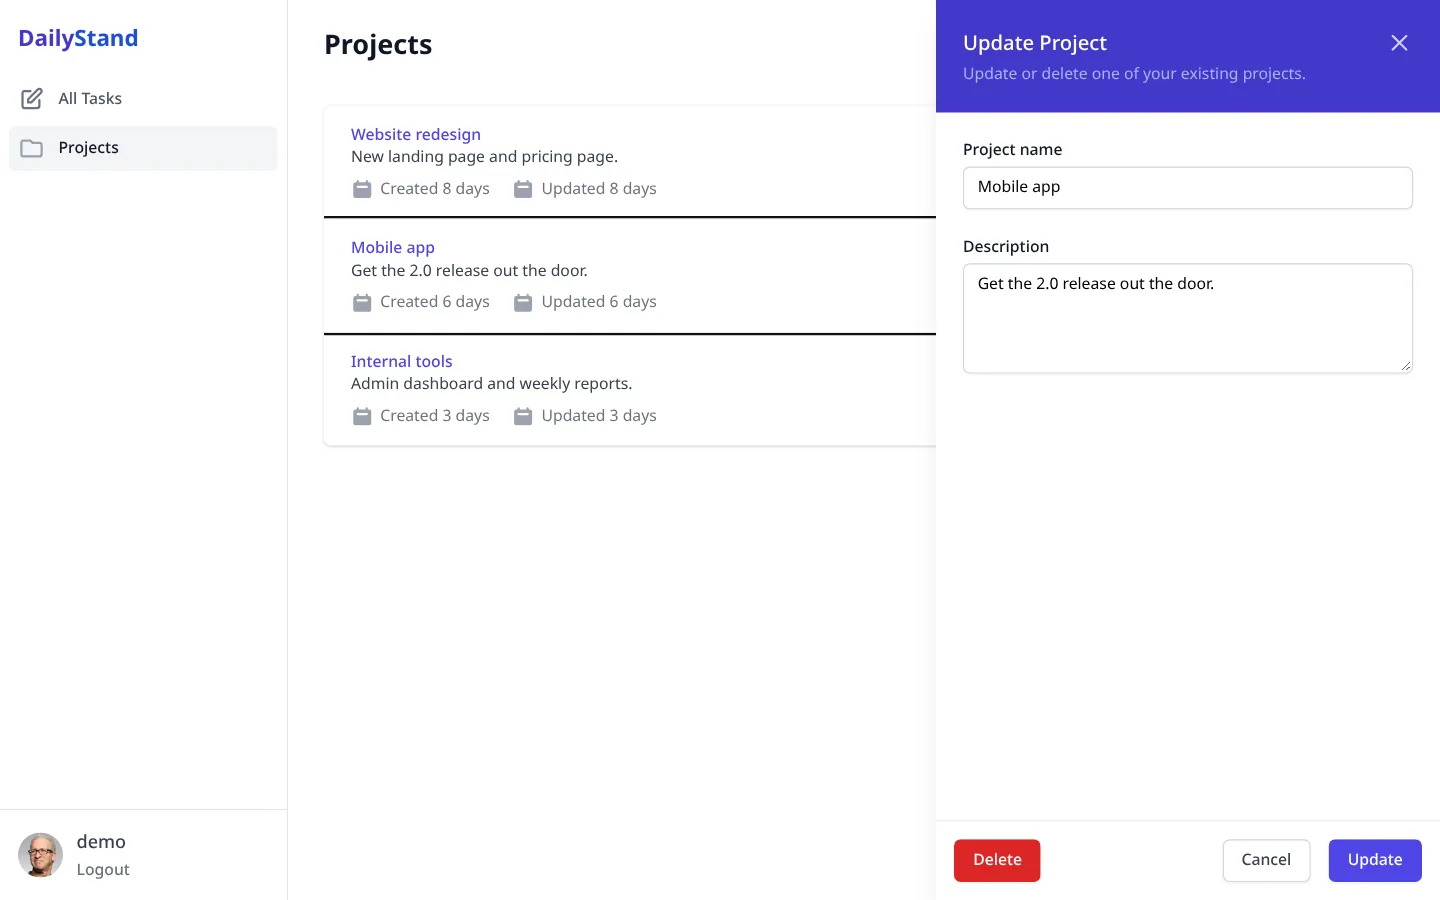 DailyStand
All Tasks
Projects
demo
Logout
Projects
Website redesign
New landing page and pricing page.
Created 8 days
Updated 8 days
Mobile app
Get the 2.0 release out the door.
Created 6 days
Updated 6 days
Internal tools
Admin dashboard and weekly reports.
Created 3 days
Updated 3 days
Update Project
Update or delete one of your existing projects.
Project name
Mobile app
Description
Get the 2.0 release out the door.
Delete
Cancel
Update